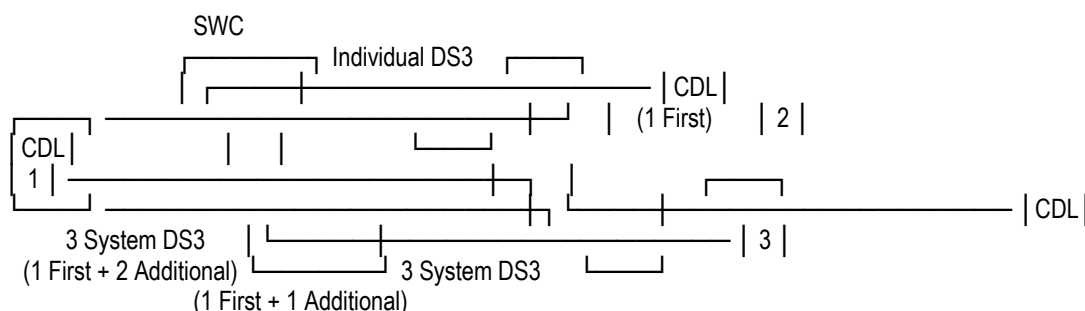 SWC
Individual DS3
CDL
(1 First) 2
CDL
1
CDL
3 System DS3 3
(1 First + 2 Additional) 3 System DS3
(1 First + 1 Additional)